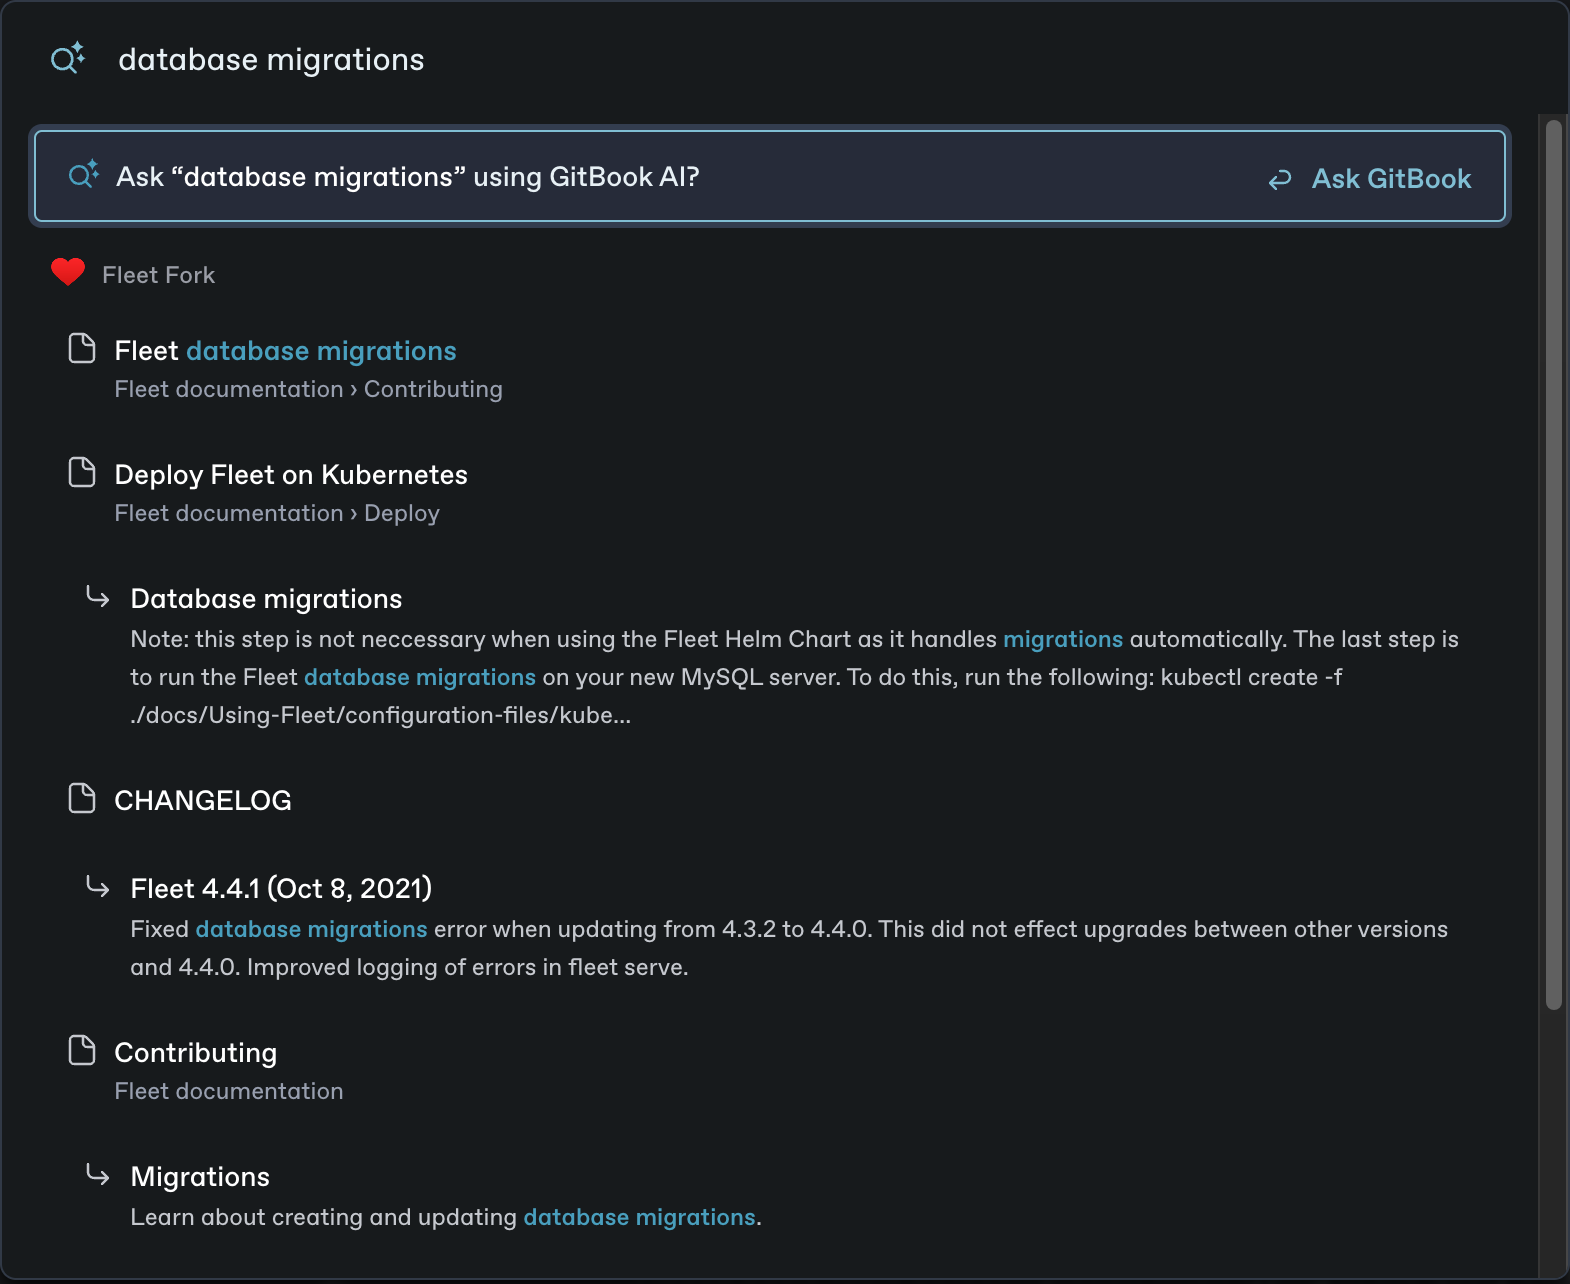 database migrations
Ask “database migrations” using GitBook AI?
Ask GitBook
Fleet Fork
Fleet database migrations
Fleet documentation › Contributing
Deploy Fleet on Kubernetes
Fleet documentation › Deploy
Database migrations
Note: this step is not neccessary when using the Fleet Helm Chart as it handles migrations automatically. The last step is
to run the Fleet database migrations on your new MySQL server. To do this, run the following: kubectl create -f
./docs/Using-Fleet/configuration-files/kube...
CHANGELOG
Fleet 4.4.1 (Oct 8, 2021)
Fixed database migrations error when updating from 4.3.2 to 4.4.0. This did not effect upgrades between other versions
and 4.4.0. Improved logging of errors in fleet serve.
Contributing
Fleet documentation
Migrations
Learn about creating and updating database migrations.